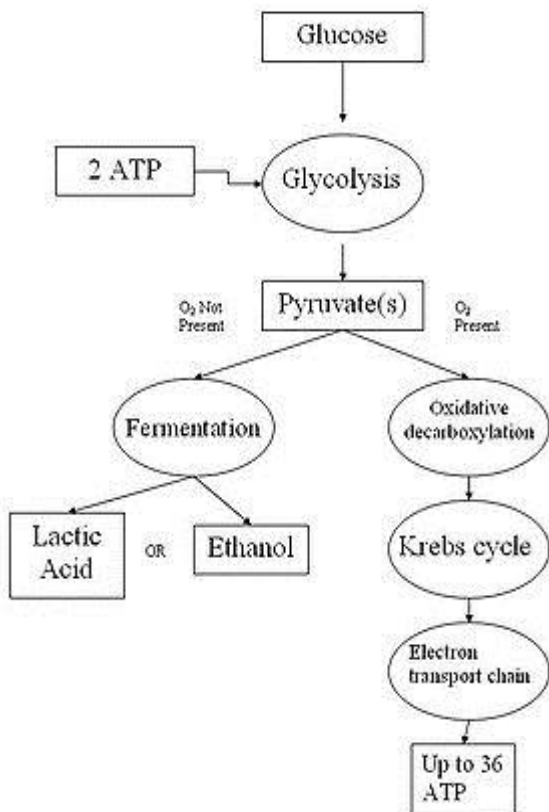 Glucose
2 ATP
Glycolysis
O₂ Not
Present
Pyruvate(s)
O₂
Present
Fermentation
Oxidative
decarboxylation
Lactic
Acid
OR
Ethanol
Krebs cycle
Electron
transport chain
Up to 36
ATP